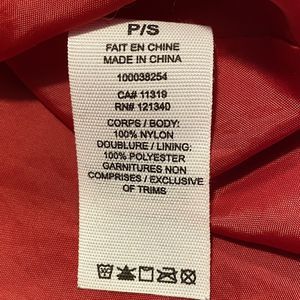 P/S
FAIT EN CHINE
MADE IN CHINA
100038254
CA# 11319
RN# 121340
CORPS / BODY:
100% NYLON
DOUBLURE / LINING:
100% POLYESTER
GARNITURES NON
COMPRISES / EXCLUSIVE
OF TRIMS